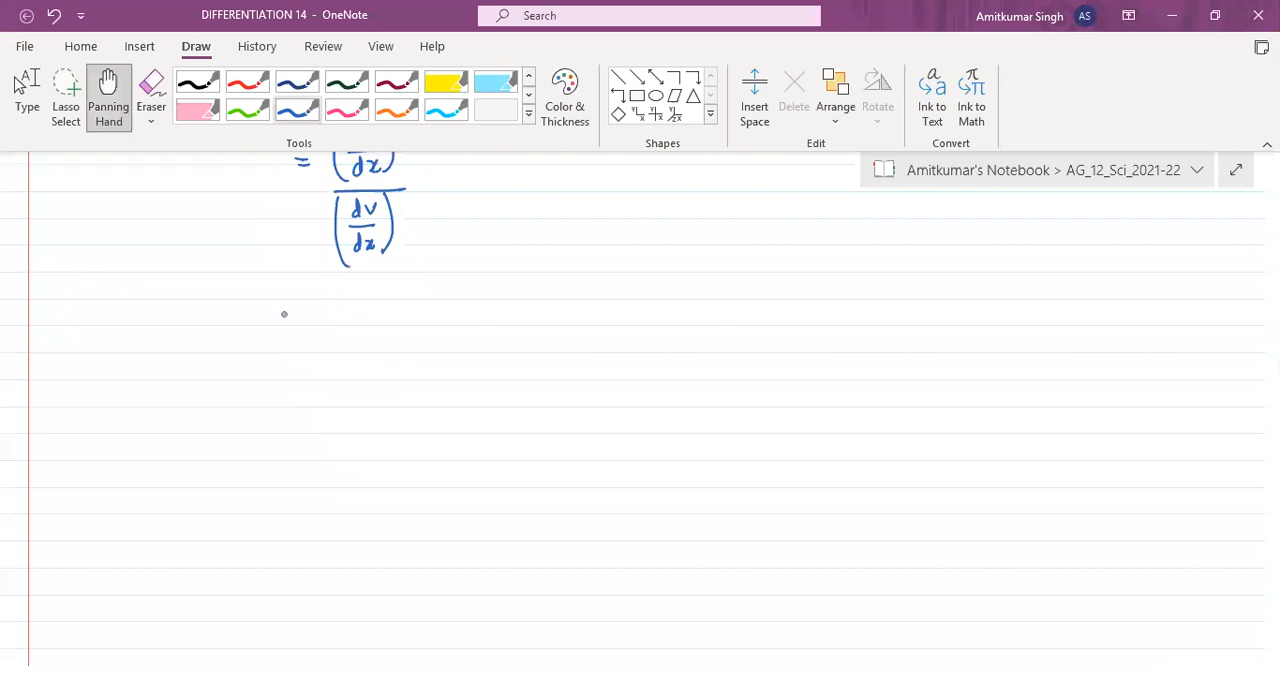 DIFFERENTIATION 14 - OneNote
Search
Amitkumar Singh AS
File Home Insert Draw History Review View Help
Type
Lasso Select
Panning Hand
Eraser
Color & Thickness
Insert Space
Delete
Arrange
Rotate
Ink to Text
Ink to Math
Tools Shapes Edit Convert
Amitkumar's Notebook > AG_12_Sci_2021-22
= ( dx )
( dv
dx )